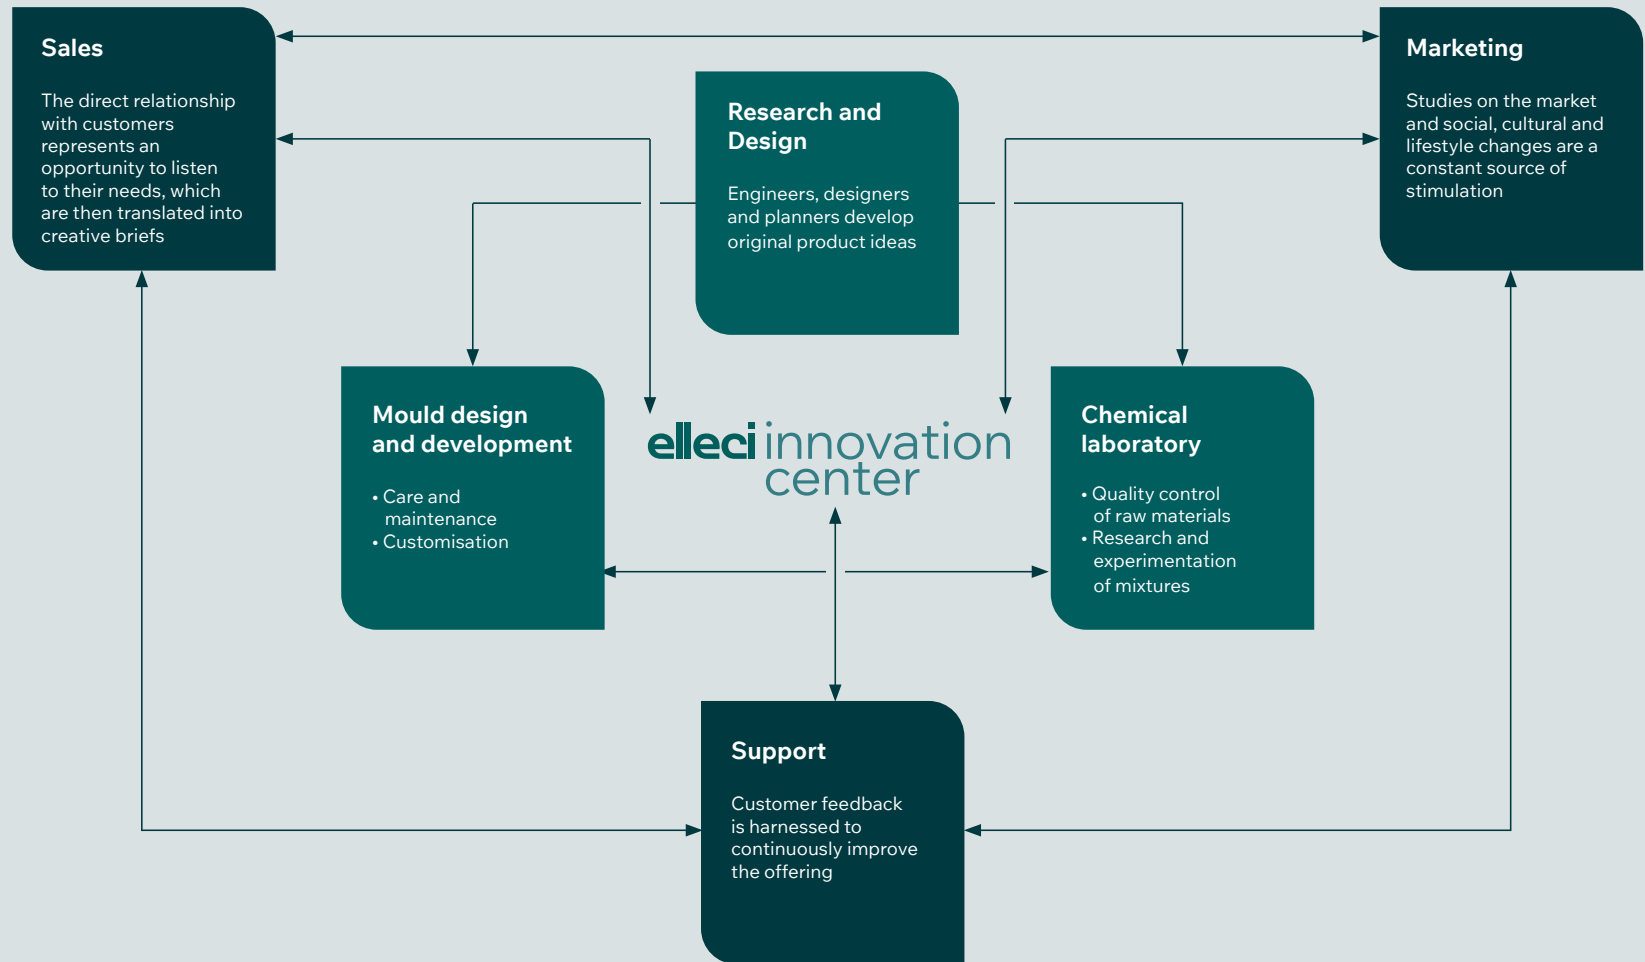 Sales
The direct relationship
with customers
represents an
opportunity to listen
to their needs, which
are then translated into
creative briefs
Research and
Design
Engineers, designers
and planners develop
original product ideas
Marketing
Studies on the market
and social, cultural and
lifestyle changes are a
constant source of
stimulation
Mould design
and development
• Care and
maintenance
• Customisation
elleci innovation
center
Chemical
laboratory
• Quality control
of raw materials
• Research and
experimentation
of mixtures
Support
Customer feedback
is harnessed to
continuously improve
the offering